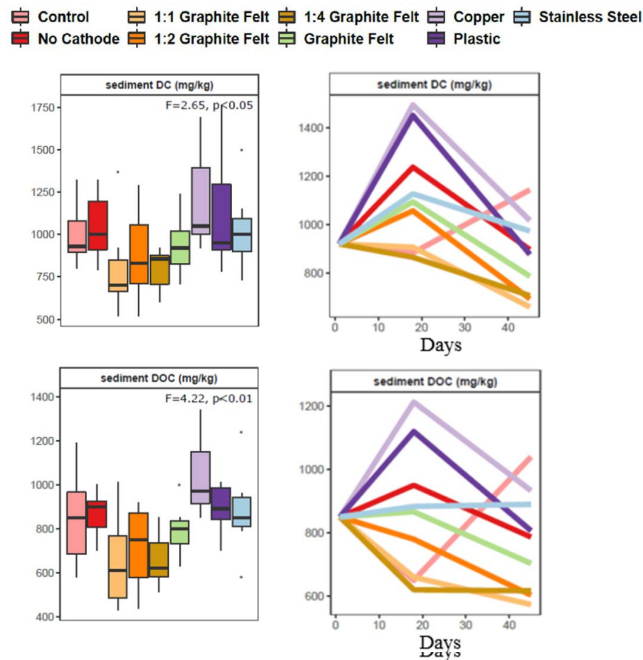 Control 1:1 Graphite Felt 1:4 Graphite Felt Copper Stainless Steel
No Cathode 1:2 Graphite Felt Graphite Felt Plastic
sediment DC (mg/kg)
F=2.65, p<0.05
1750
1500
1250
1000
750
500
sediment DC (mg/kg)
1400
1200
1000
800
0 10 20 30 40
Days
sediment DOC (mg/kg)
F=4.22, p<0.01
1400
1200
1000
800
600
400
sediment DOC (mg/kg)
1200
1000
800
600
0 10 20 30 40
Days
Days